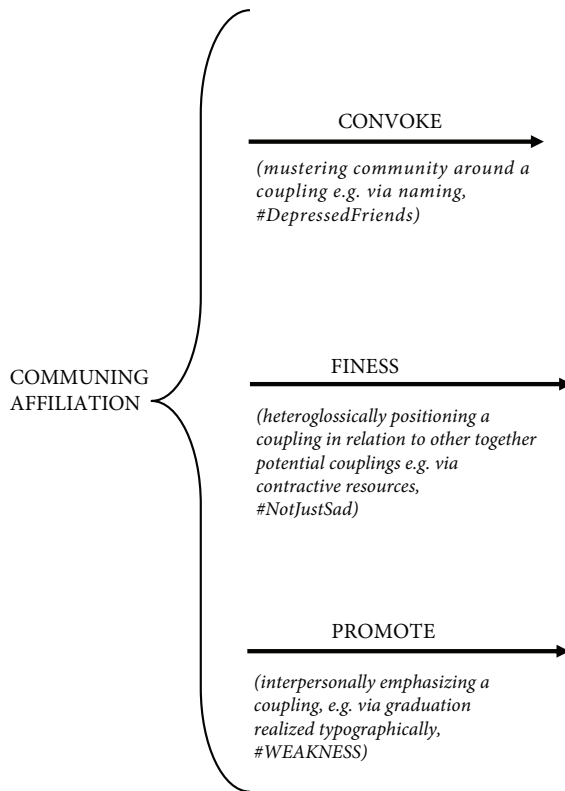 CONVOKE
(mustering community around a
coupling e.g. via naming,
#DepressedFriends)
COMMUNING
AFFILIATION
FINESS
(heteroglossically positioning a
coupling in relation to other together
potential couplings e.g. via
contractive resources,
#NotJustSad)
PROMOTE
(interpersonally emphasizing a
coupling, e.g. via graduation
realized typographically,
#WEAKNESS)